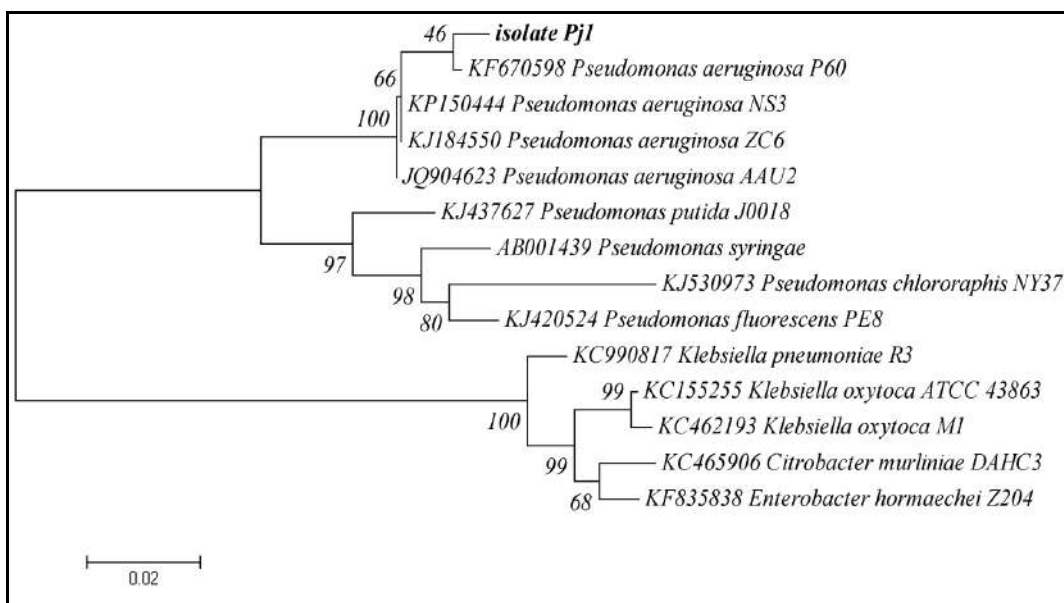 46 isolate Pj1
KF670598 Pseudomonas aeruginosa P60
66
KP150444 Pseudomonas aeruginosa NS3
100
KJ184550 Pseudomonas aeruginosa ZC6
JQ904623 Pseudomonas aeruginosa AAU2
KJ437627 Pseudomonas putida J0018
AB001439 Pseudomonas syringae
97
KJ530973 Pseudomonas chlororaphis NY37
98
KJ420524 Pseudomonas fluorescens PE8
80
KC990817 Klebsiella pneumoniae R3
99 KC155255 Klebsiella oxytoca ATCC 43863
100
KC462193 Klebsiella oxytoca M1
99
KC465906 Citrobacter murliniae DAHC3
68 KF835838 Enterobacter hormaechei Z204
0.02